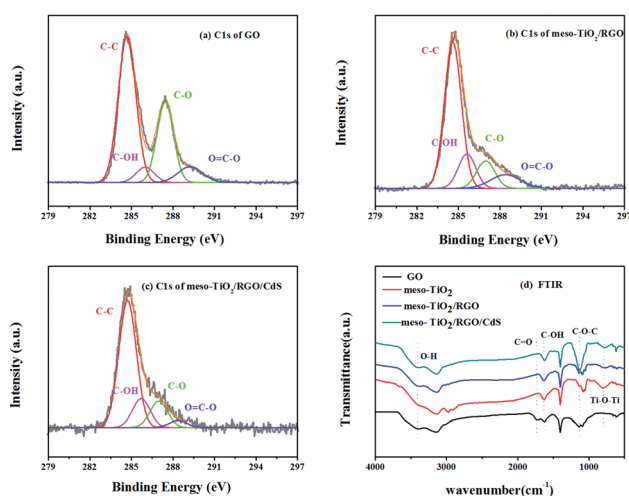 (a) C1s of GO
C-C
C-O
C-OH
O=C-O
Intensity (a.u.)
279 282 285 288 291 294 297
Binding Energy (eV)
(b) C1s of meso-TiO2/RGO
C-C
C-OH
C-O
O=C-O
Intensity (a.u.)
279 282 285 288 291 294 297
Binding Energy (eV)
(c) C1s of meso-TiO2/RGO/CdS
C-C
C-OH
C-O
O=C-O
Intensity (a.u.)
279 282 285 288 291 294 297
Binding Energy (eV)
GO
(d) FTIR
meso-TiO2
meso-TiO2/RGO
meso- TiO2/RGO/CdS
C=O
C-OH
C-O-C
O-H
Ti-O-Ti
Transmittance(a.u.)
4000 3000 2000 1000
wavenumber(cm-1)